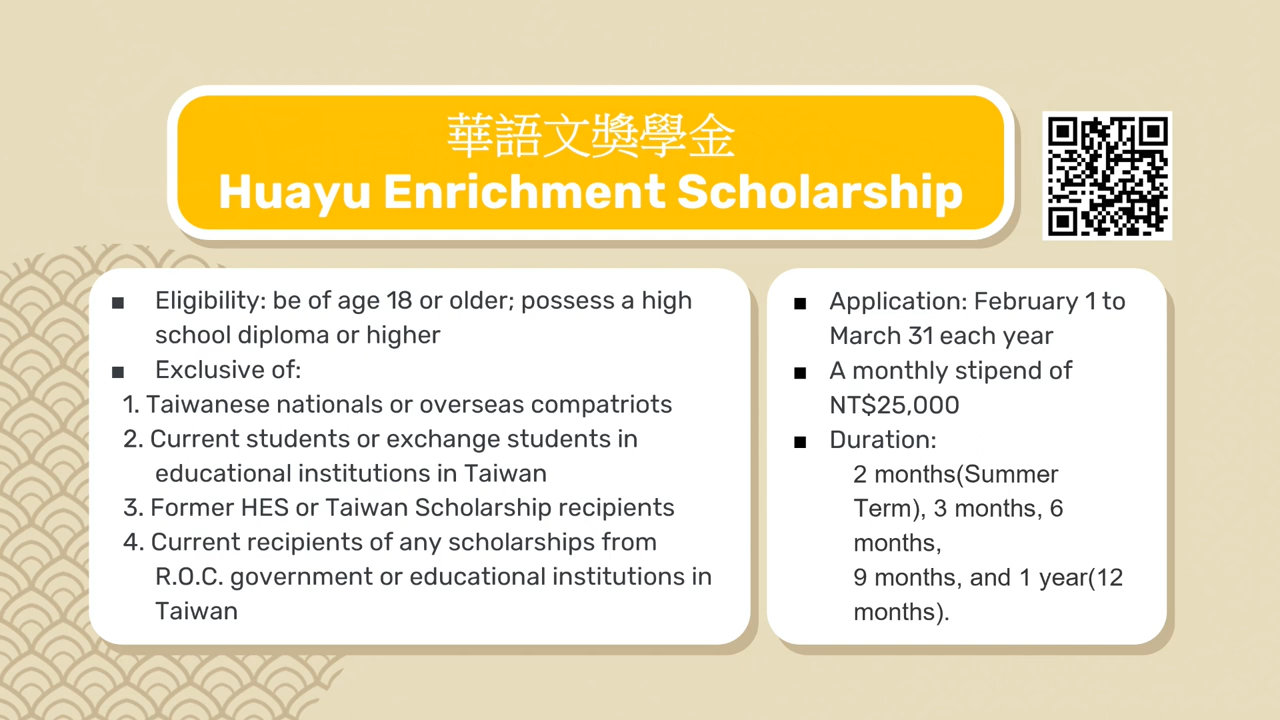 華語文獎學金
Huayu Enrichment Scholarship
■ Eligibility: be of age 18 or older; possess a high
school diploma or higher
■ Exclusive of:
1. Taiwanese nationals or overseas compatriots
2. Current students or exchange students in
educational institutions in Taiwan
3. Former HES or Taiwan Scholarship recipients
4. Current recipients of any scholarships from
R.O.C. government or educational institutions in
Taiwan
■ Application: February 1 to
March 31 each year
■ A monthly stipend of
NT$25,000
■ Duration:
2 months(Summer
Term), 3 months, 6
months,
9 months, and 1 year(12
months).